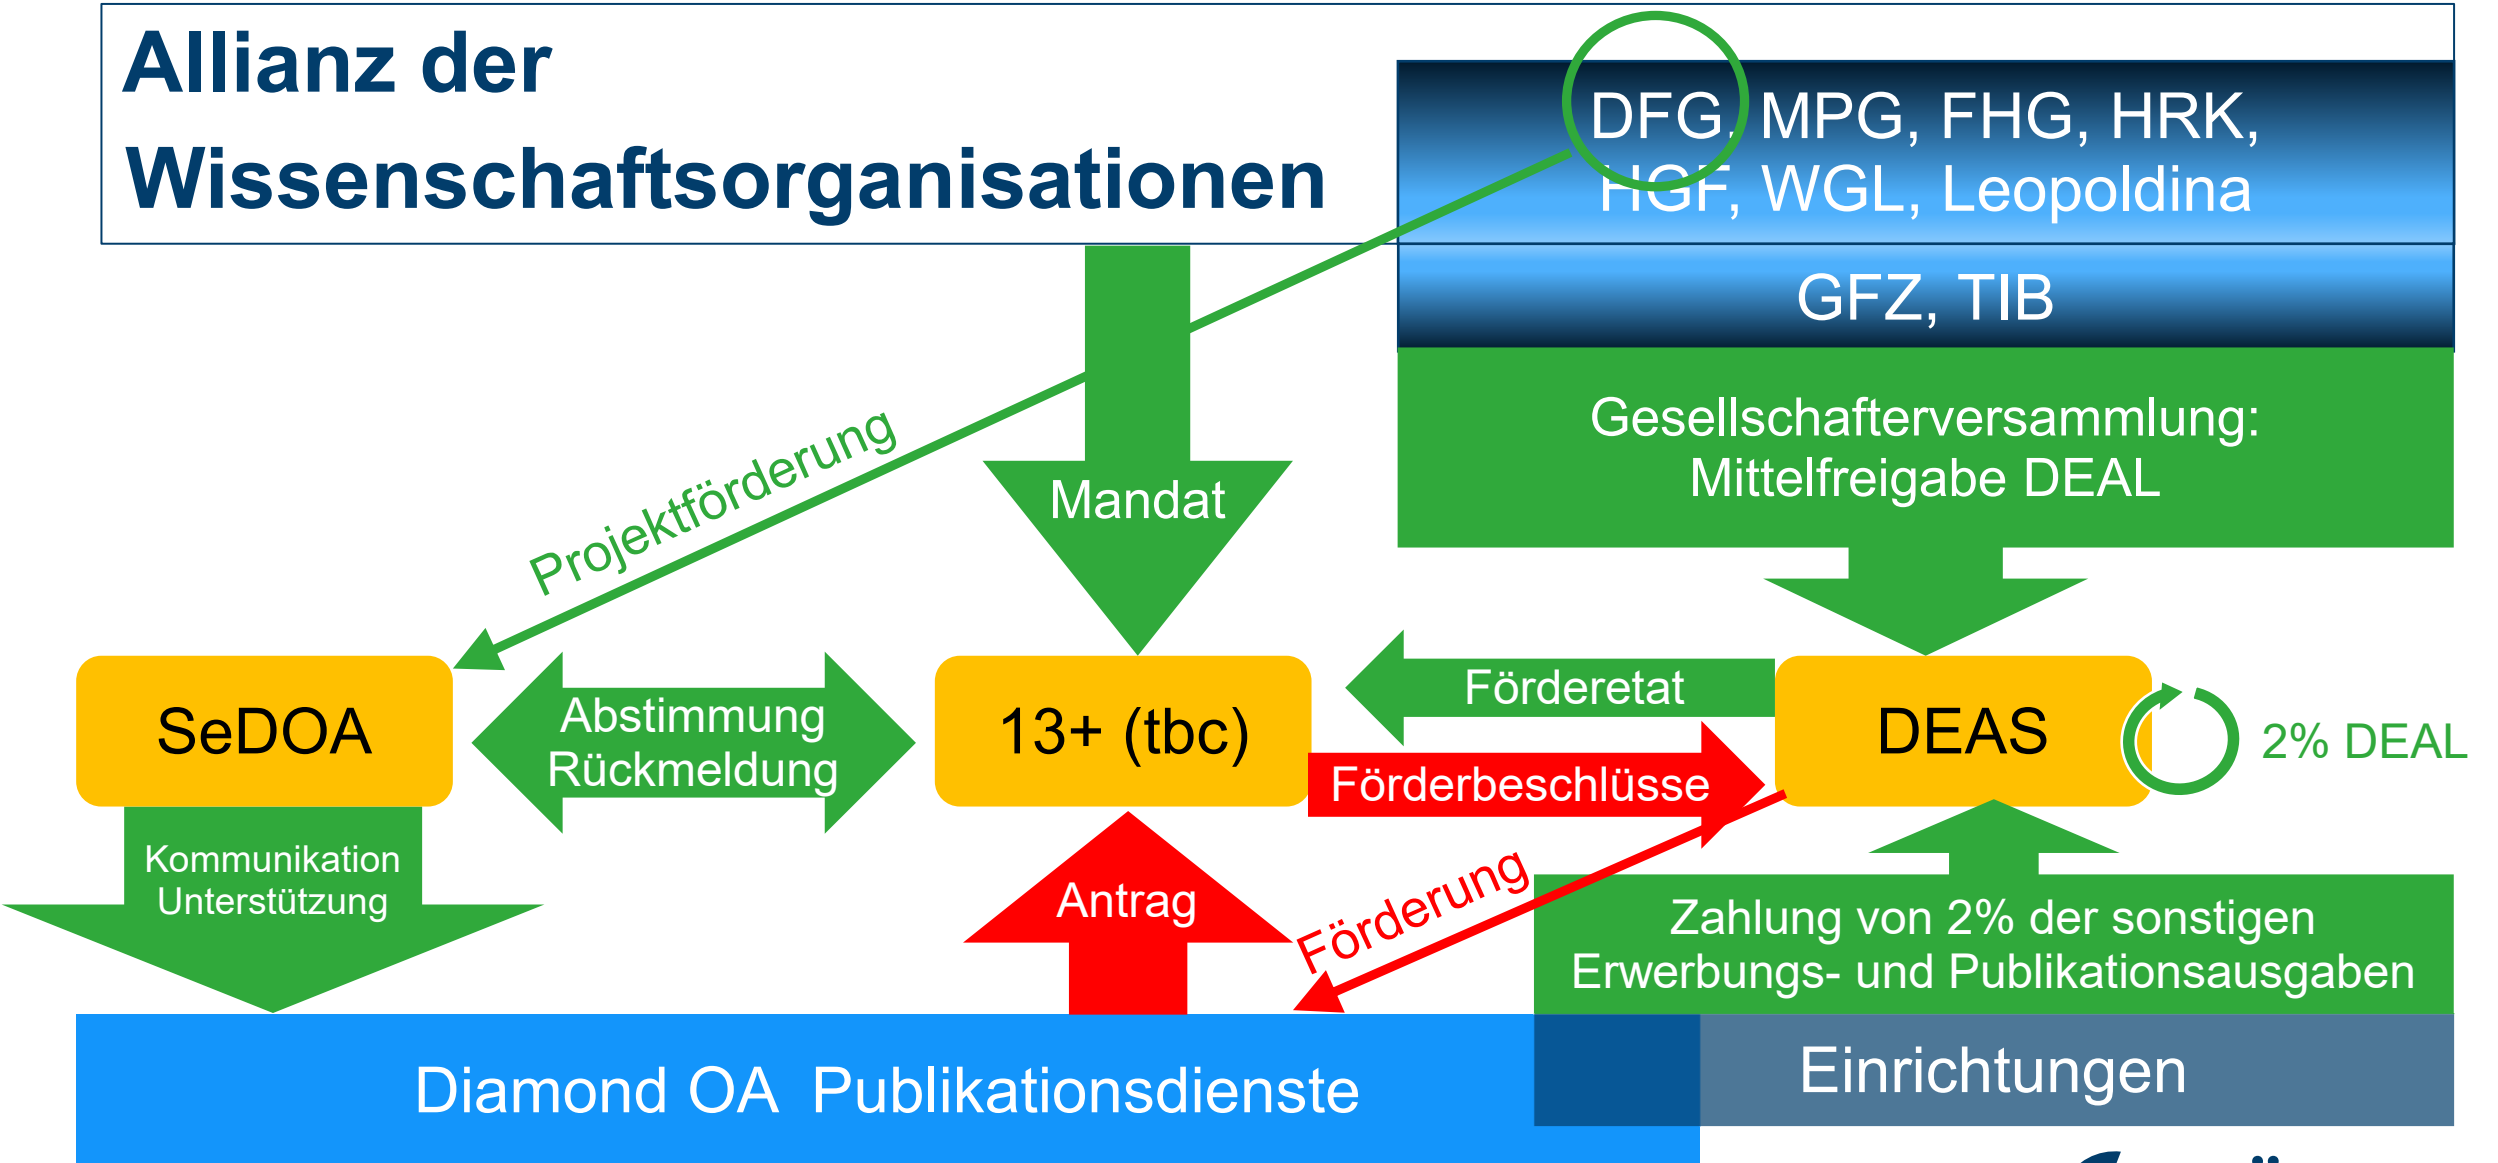 Allianz der
Wissenschaftsorganisationen
DFG, MPG, FHG, HRK,
HGF, WGL, Leopoldina
GFZ, TIB
Gesellschafterversammlung:
Mittelfreigabe DEAL
Projektförderung
Mandat
SeDOA
Abstimmung
Rückmeldung
13+ (tbc)
Förderetat
Förderbeschlüsse
DEAS
2% DEAL
Kommunikation
Unterstützung
Antrag
Förderung
Zahlung von 2% der sonstigen
Erwerbungs- und Publikationsausgaben
Diamond OA  Publikationsdienste
Einrichtungen